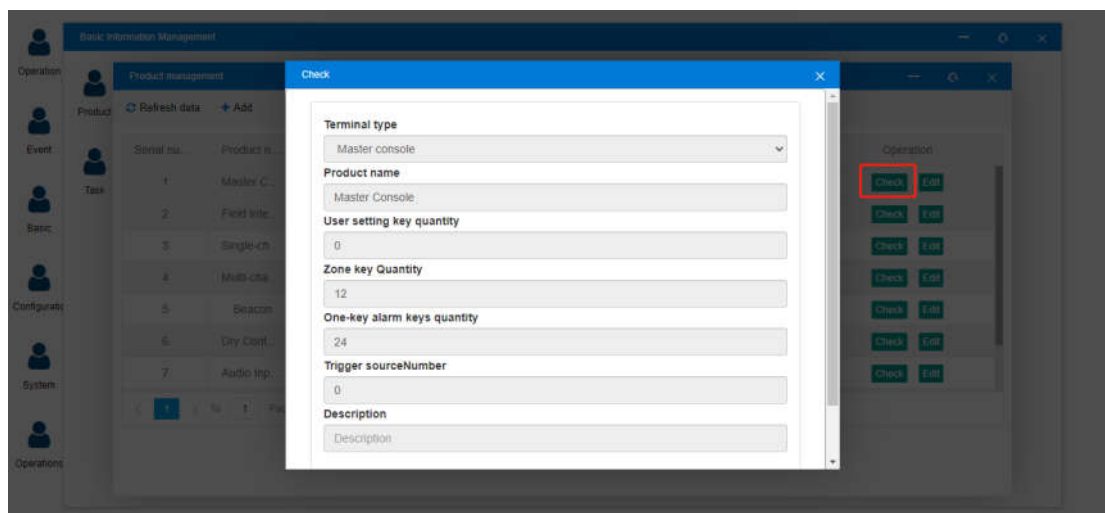 Basic Information Management
Operation
Product management
Check
Product
Refresh data
Add
Terminal type
Master console
Event
Serial nu...
Product n...
Operation
Product name
Master Console
1
Master C...
Check
Edit
Task
User setting key quantity
0
2
Field Inte...
Check
Edit
Basic
Zone key Quantity
12
3
Single-ch...
Check
Edit
4
Multi-cha...
Check
Edit
Configuratio
One-key alarm keys quantity
24
5
Beacon
Check
Edit
6
Dry Cont...
Check
Edit
System
Trigger sourceNumber
0
7
Audio Inp...
Check
Edit
1
1
Description
Description
Operations